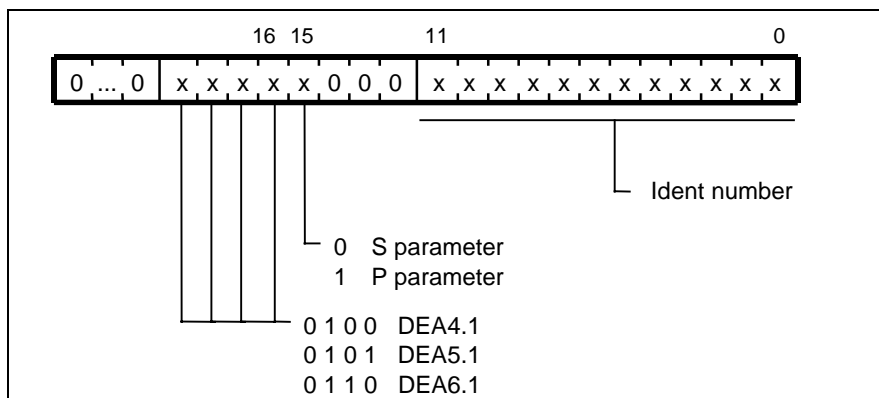 16 15 11 0
0 ... 0 x x x x x 0 0 0 x x x x x x x x x x x x
Ident number
0 S parameter
1 P parameter
0 1 0 0 DEA4.1
0 1 0 1 DEA5.1
0 1 1 0 DEA6.1